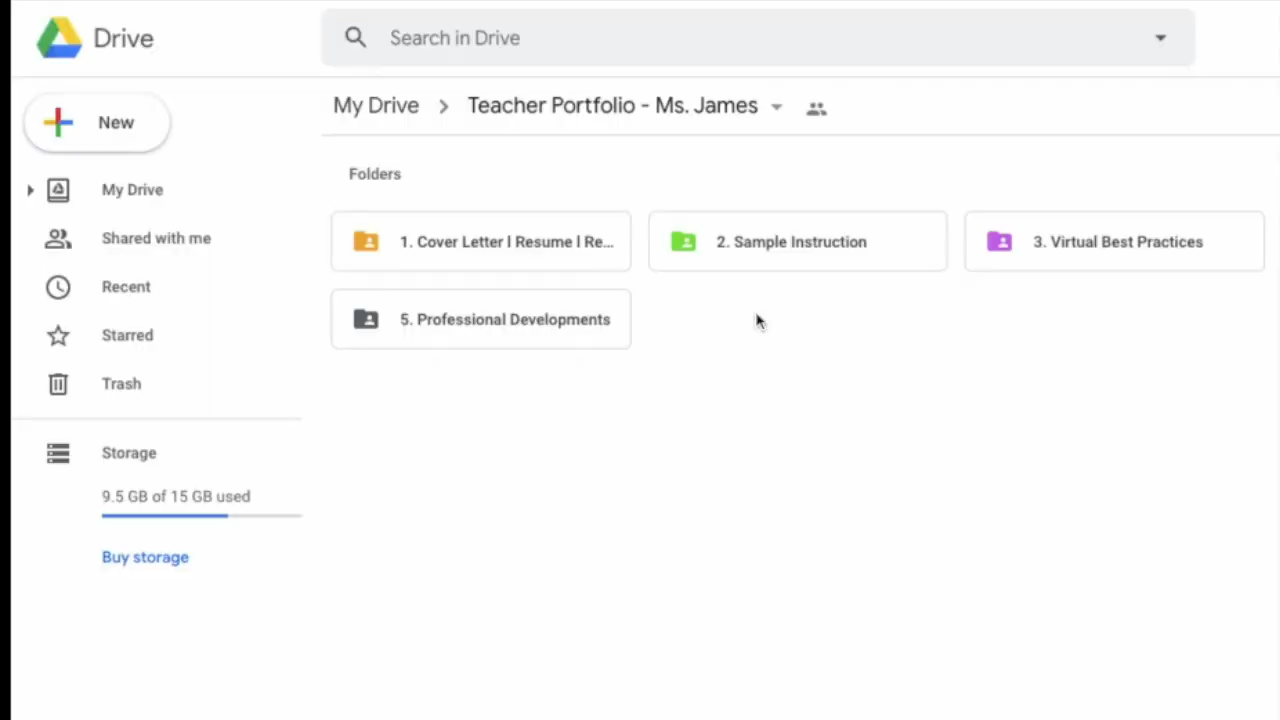 Drive
Search in Drive
My Drive > Teacher Portfolio - Ms. James
New
Folders
My Drive
Shared with me
Recent
Starred
Trash
1. Cover Letter l Resume l Re...
2. Sample Instruction
3. Virtual Best Practices
5. Professional Developments
Storage
9.5 GB of 15 GB used
Buy storage